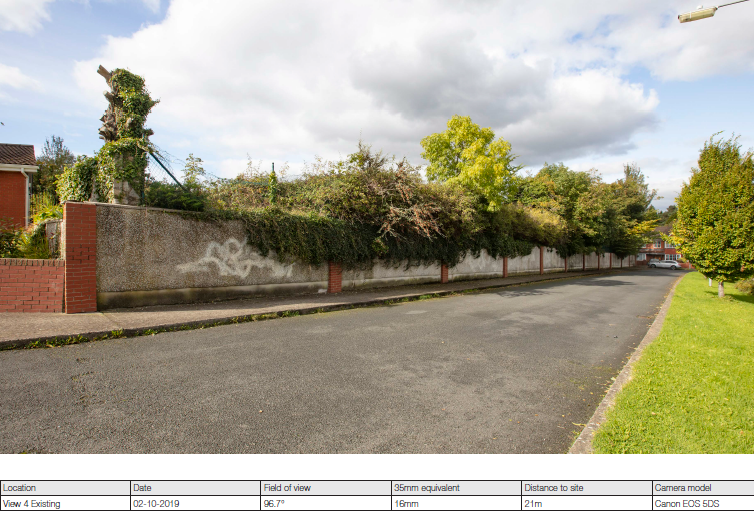 Location Date Field of view 35mm equivalent Distance to site Camera model
View 4 Existing 02-10-2019 96.7° 16mm 21m Canon EOS 5DS